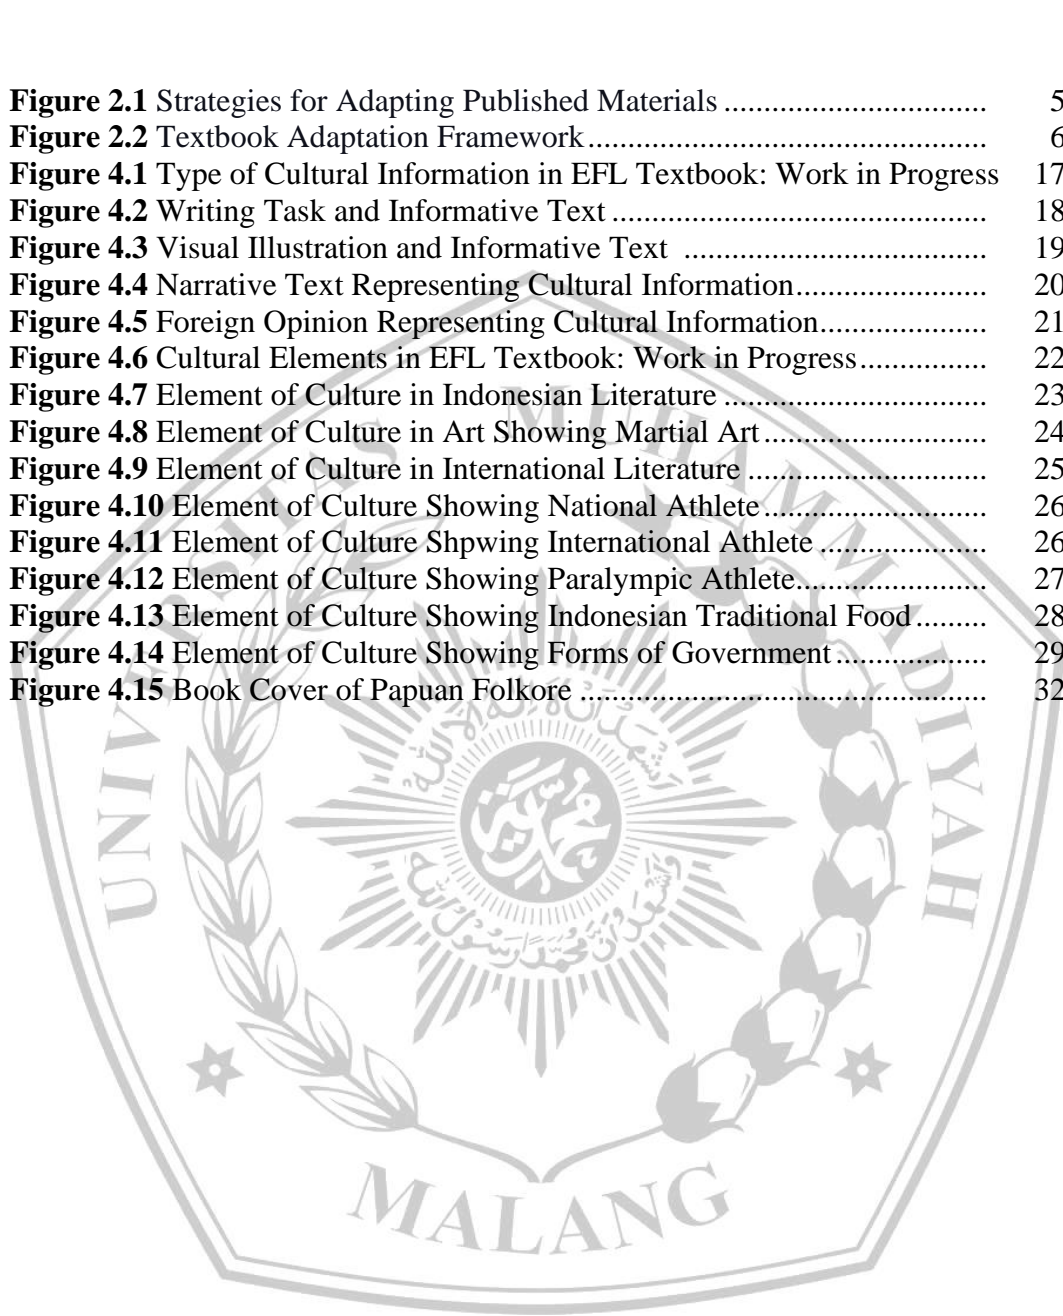 Figure 2.1 Strategies for Adapting Published Materials ................................. 5
Figure 2.2 Textbook Adaptation Framework.................................................. 6
Figure 4.1 Type of Cultural Information in EFL Textbook: Work in Progress 17
Figure 4.2 Writing Task and Informative Text ............................................... 18
Figure 4.3 Visual Illustration and Informative Text ...................................... 19
Figure 4.4 Narrative Text Representing Cultural Information........................ 20
Figure 4.5 Foreign Opinion Representing Cultural Information..................... 21
Figure 4.6 Cultural Elements in EFL Textbook: Work in Progress................ 22
Figure 4.7 Element of Culture in Indonesian Literature ................................. 23
Figure 4.8 Element of Culture in Art Showing Martial Art............................ 24
Figure 4.9 Element of Culture in International Literature .............................. 25
Figure 4.10 Element of Culture Showing National Athlete............................ 26
Figure 4.11 Element of Culture Shpwing International Athlete ..................... 26
Figure 4.12 Element of Culture Showing Paralympic Athlete........................ 27
Figure 4.13 Element of Culture Showing Indonesian Traditional Food......... 28
Figure 4.14 Element of Culture Showing Forms of Government................... 29
Figure 4.15 Book Cover of Papuan Folkore ................................................... 32
UNIVERSITAS MUHAMMADIYAH
MALANG